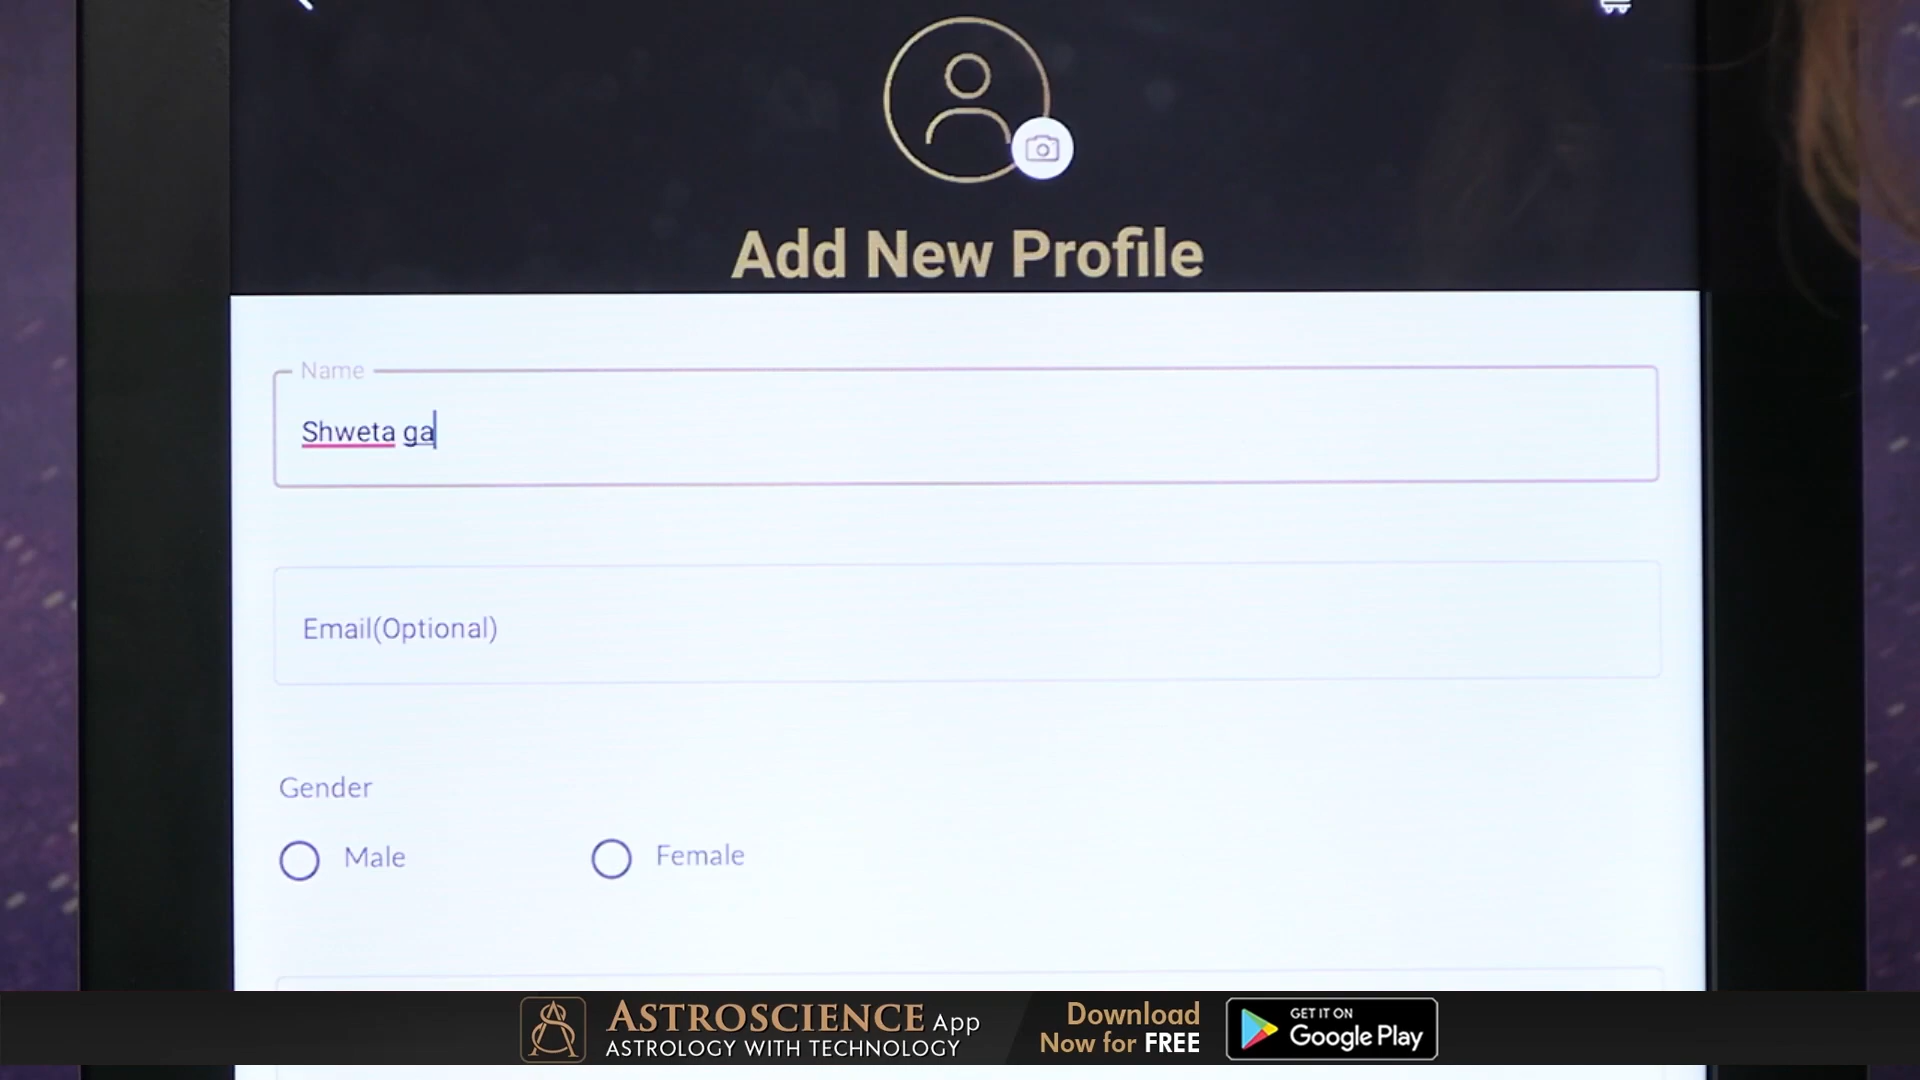 Add New Profile
Name
Shweta ga
Email(Optional)
Gender
Male
Female
ASTROSCIENCE App
ASTROLOGY WITH TECHNOLOGY
Download
Now for FREE
GET IT ON
Google Play